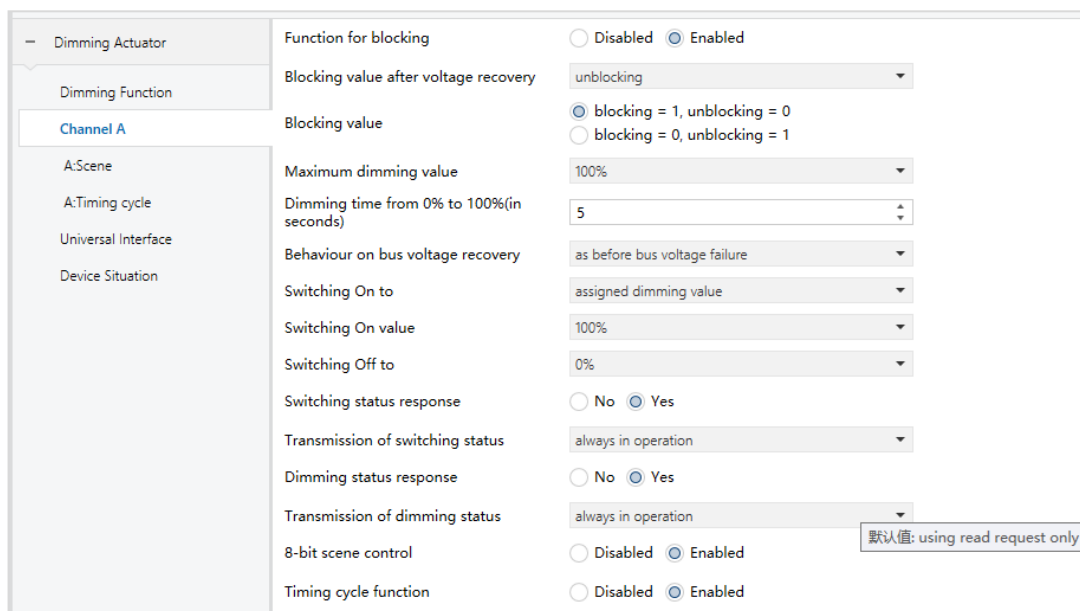 Dimming Actuator
Dimming Function
Channel A
A:Scene
A:Timing cycle
Universal Interface
Device Situation
Function for blocking
Disabled Enabled
Blocking value after voltage recovery
unblocking
Blocking value
blocking = 1, unblocking = 0
blocking = 0, unblocking = 1
Maximum dimming value
100%
Dimming time from 0% to 100%(in
seconds)
5
Behaviour on bus voltage recovery
as before bus voltage failure
Switching On to
assigned dimming value
Switching On value
100%
Switching Off to
0%
Switching status response
No Yes
Transmission of switching status
always in operation
Dimming status response
No Yes
Transmission of dimming status
always in operation
默认值: using read request only
8-bit scene control
Disabled Enabled
Timing cycle function
Disabled Enabled